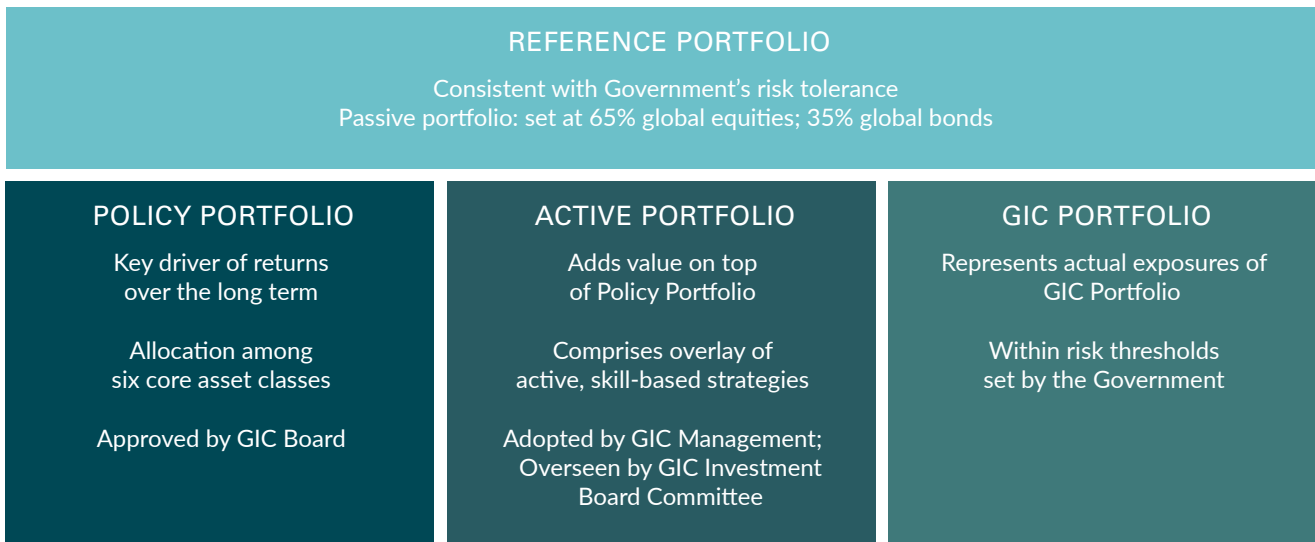 REFERENCE PORTFOLIO
Consistent with Government's risk tolerance
Passive portfolio: set at 65% global equities; 35% global bonds
POLICY PORTFOLIO
Key driver of returns
over the long term
Allocation among
six core asset classes
Approved by GIC Board
ACTIVE PORTFOLIO
Adds value on top
of Policy Portfolio
Comprises overlay of
active, skill-based strategies
Adopted by GIC Management;
Overseen by GIC Investment
Board Committee
GIC PORTFOLIO
Represents actual exposures of
GIC Portfolio
Within risk thresholds
set by the Government